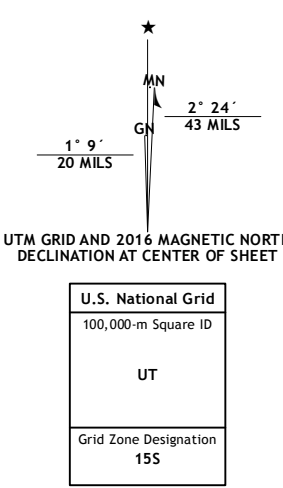 ★
MN
2° 24´
43 MILS
GN
1° 9´
20 MILS
UTM GRID AND 2016 MAGNETIC NORT
DECLINATION AT CENTER OF SHEET
U.S. National Grid
100,000-m Square ID
UT
Grid Zone Designation
15S